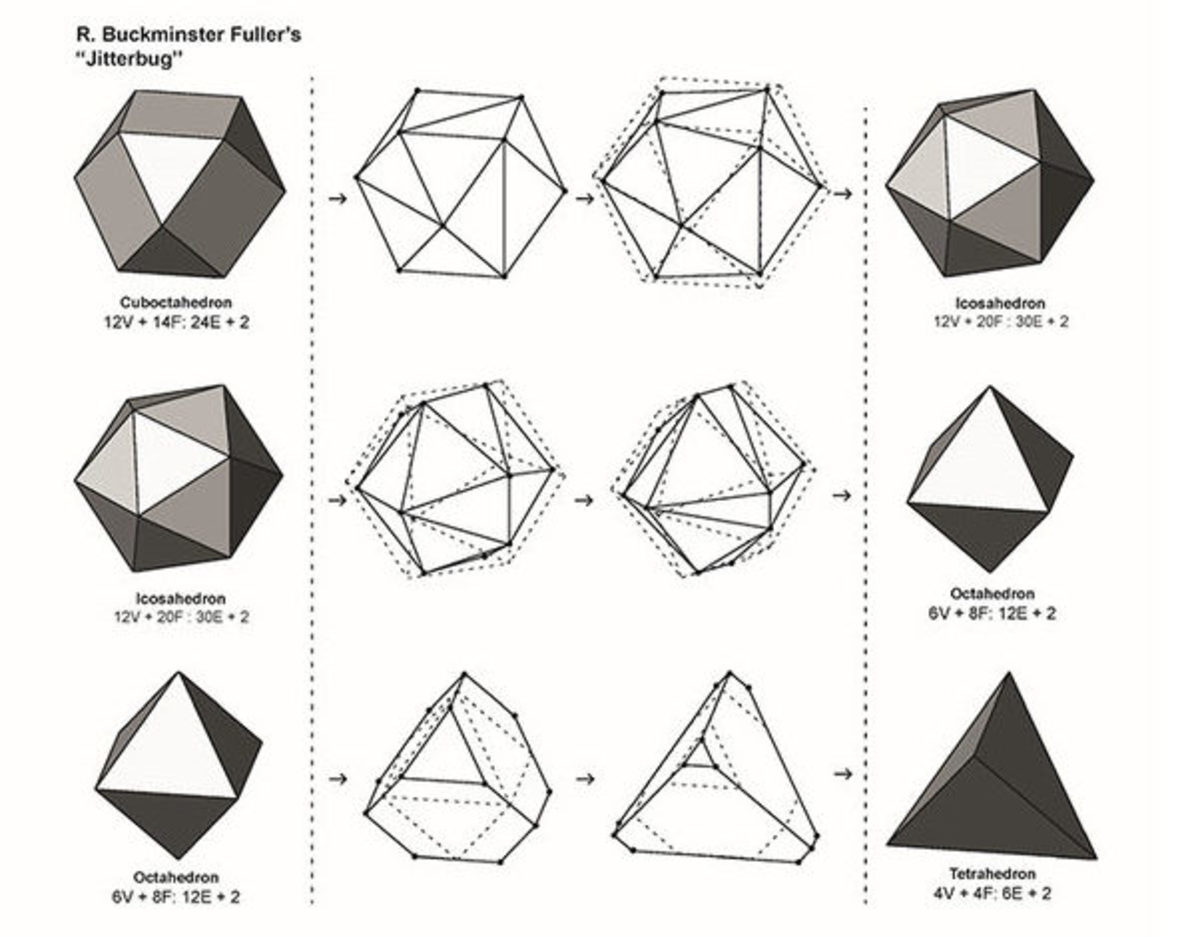 R. Buckminster Fuller's
"Jitterbug"
Cuboctahedron
12V + 14F: 24E + 2
Icosahedron
12V + 20F : 30E + 2
Icosahedron
12V + 20F : 30E + 2
Octahedron
6V + 8F: 12E + 2
Octahedron
6V + 8F: 12E + 2
Tetrahedron
4V + 4F: 6E + 2